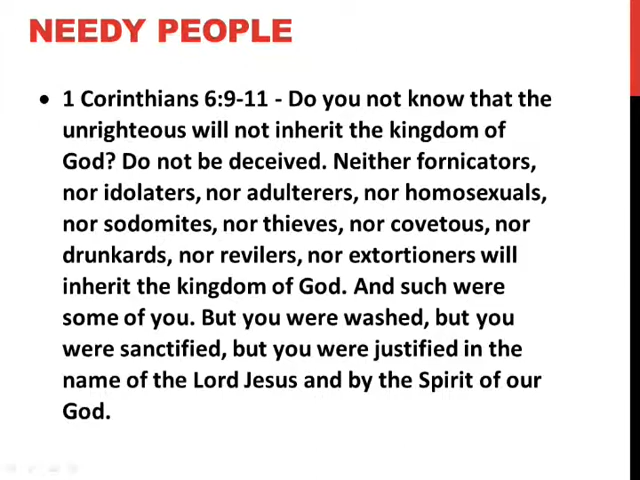 NEEDY PEOPLE
• 1 Corinthians 6:9-11 - Do you not know that the
unrighteous will not inherit the kingdom of
God? Do not be deceived. Neither fornicators,
nor idolaters, nor adulterers, nor homosexuals,
nor sodomites, nor thieves, nor covetous, nor
drunkards, nor revilers, nor extortioners will
inherit the kingdom of God. And such were
some of you. But you were washed, but you
were sanctified, but you were justified in the
name of the Lord Jesus and by the Spirit of our
God.